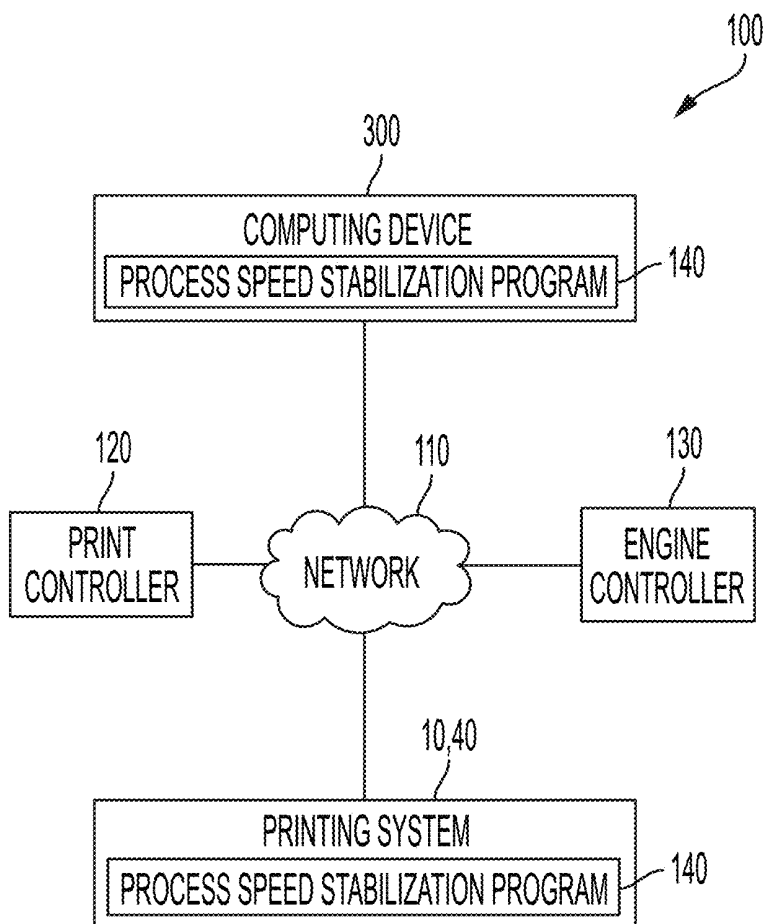 100
300
COMPUTING DEVICE
PROCESS SPEED STABILIZATION PROGRAM
140
120
110
130
PRINT
CONTROLLER
NETWORK
ENGINE
CONTROLLER
10,40
PRINTING SYSTEM
PROCESS SPEED STABILIZATION PROGRAM
140